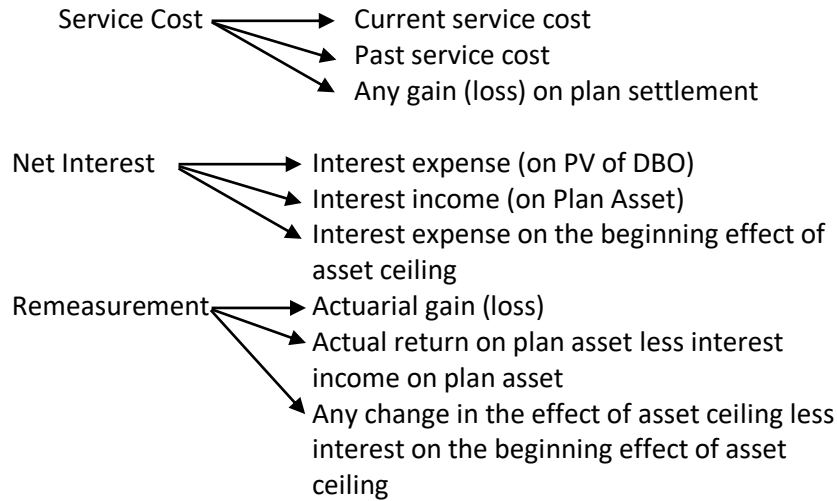 Service Cost Current service cost
Past service cost
Any gain (loss) on plan settlement
Net Interest Interest expense (on PV of DBO)
Interest income (on Plan Asset)
Interest expense on the beginning effect of
asset ceiling
Remeasurement Actuarial gain (loss)
Actual return on plan asset less interest
income on plan asset
Any change in the effect of asset ceiling less
interest on the beginning effect of asset
ceiling